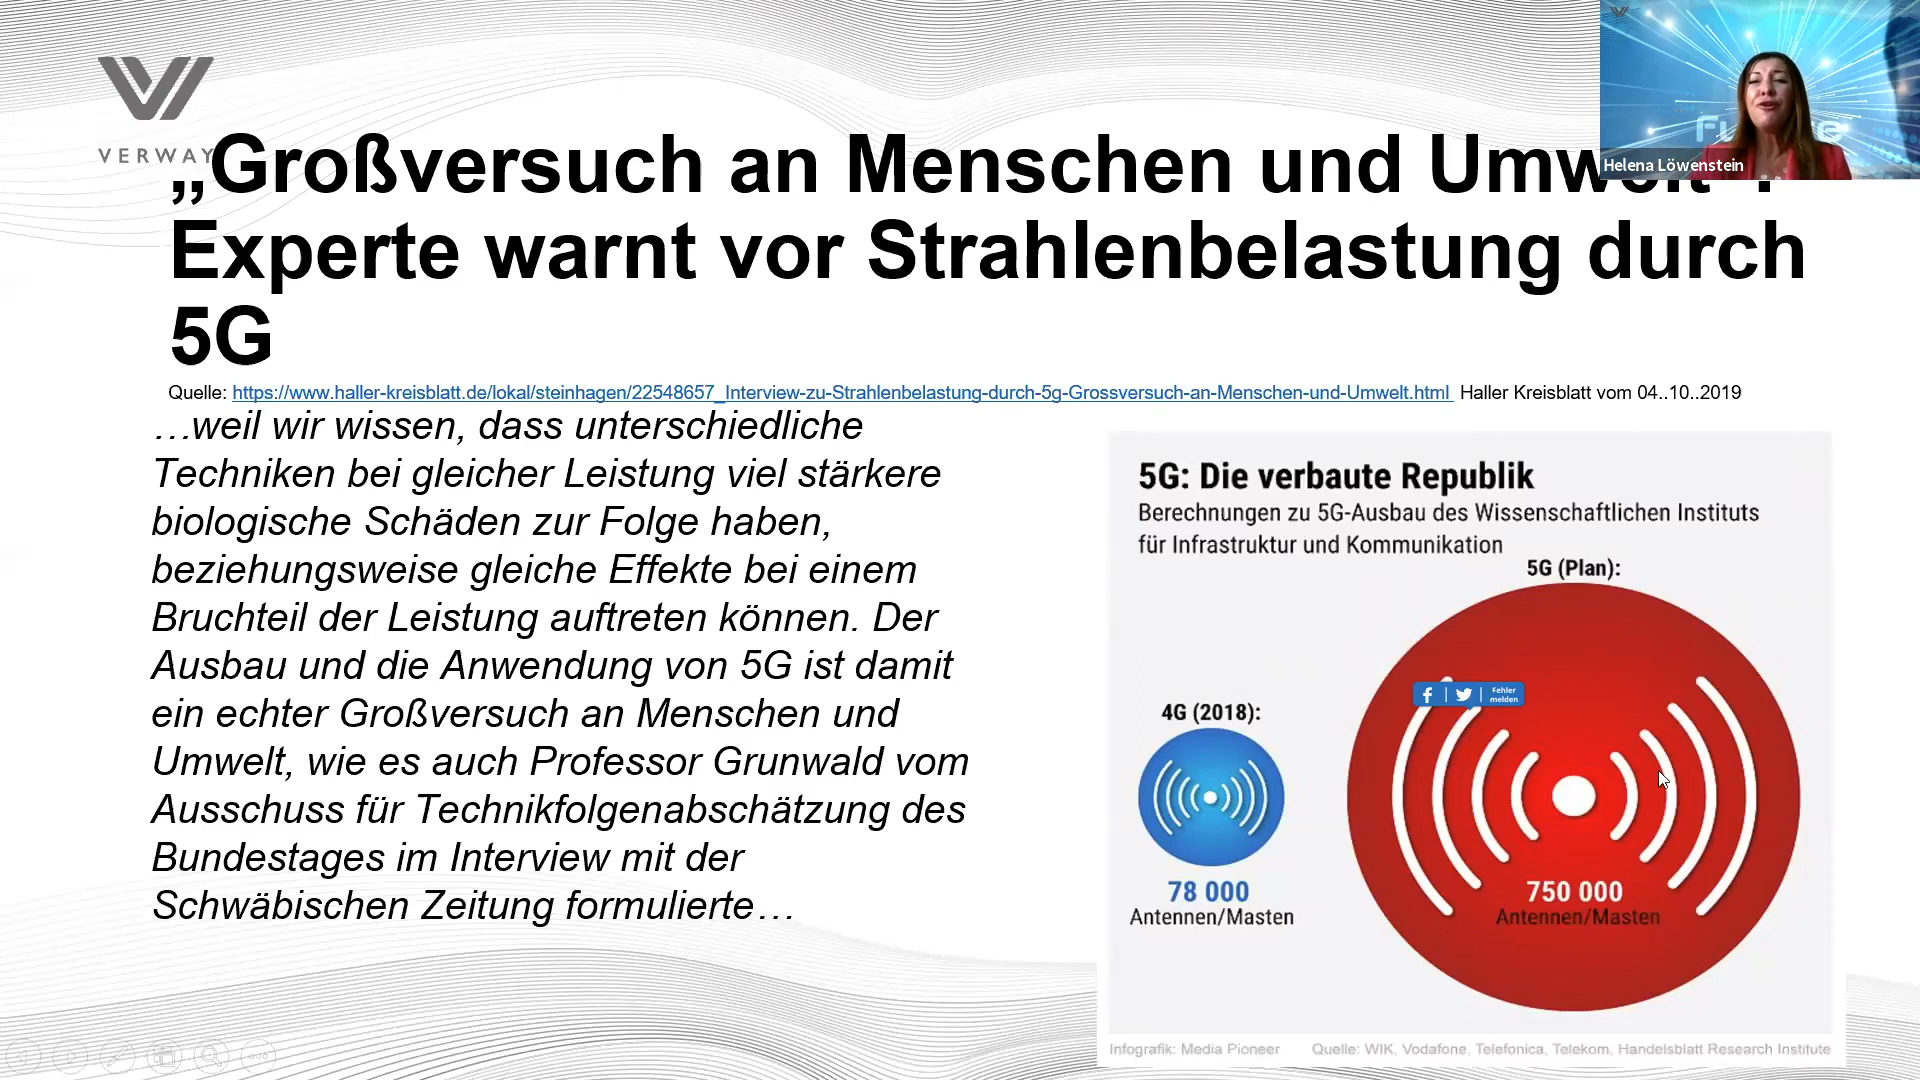 VERWAY
„Großversuch an Menschen und Umwelt“:
Experte warnt vor Strahlenbelastung durch
5G
Helena Löwenstein
Quelle: https://www.haller-kreisblatt.de/lokal/steinhagen/22548657_Interview-zu-Strahlenbelastung-durch-5g-Grossversuch-an-Menschen-und-Umwelt.html Haller Kreisblatt vom 04..10..2019
…weil wir wissen, dass unterschiedliche
Techniken bei gleicher Leistung viel stärkere
biologische Schäden zur Folge haben,
beziehungsweise gleiche Effekte bei einem
Bruchteil der Leistung auftreten können. Der
Ausbau und die Anwendung von 5G ist damit
ein echter Großversuch an Menschen und
Umwelt, wie es auch Professor Grunwald vom
Ausschuss für Technikfolgenabschätzung des
Bundestages im Interview mit der
Schwäbischen Zeitung formulierte…
5G: Die verbaute Republik
Berechnungen zu 5G-Ausbau des Wissenschaftlichen Instituts
für Infrastruktur und Kommunikation
5G (Plan):
Fehler
melden
4G (2018):
78 000
Antennen/Masten
750 000
Antennen/Masten
Infografik: Media Pioneer
Quelle: WIK, Vodafone, Telefonica, Telekom, Handelsblatt Research Institute